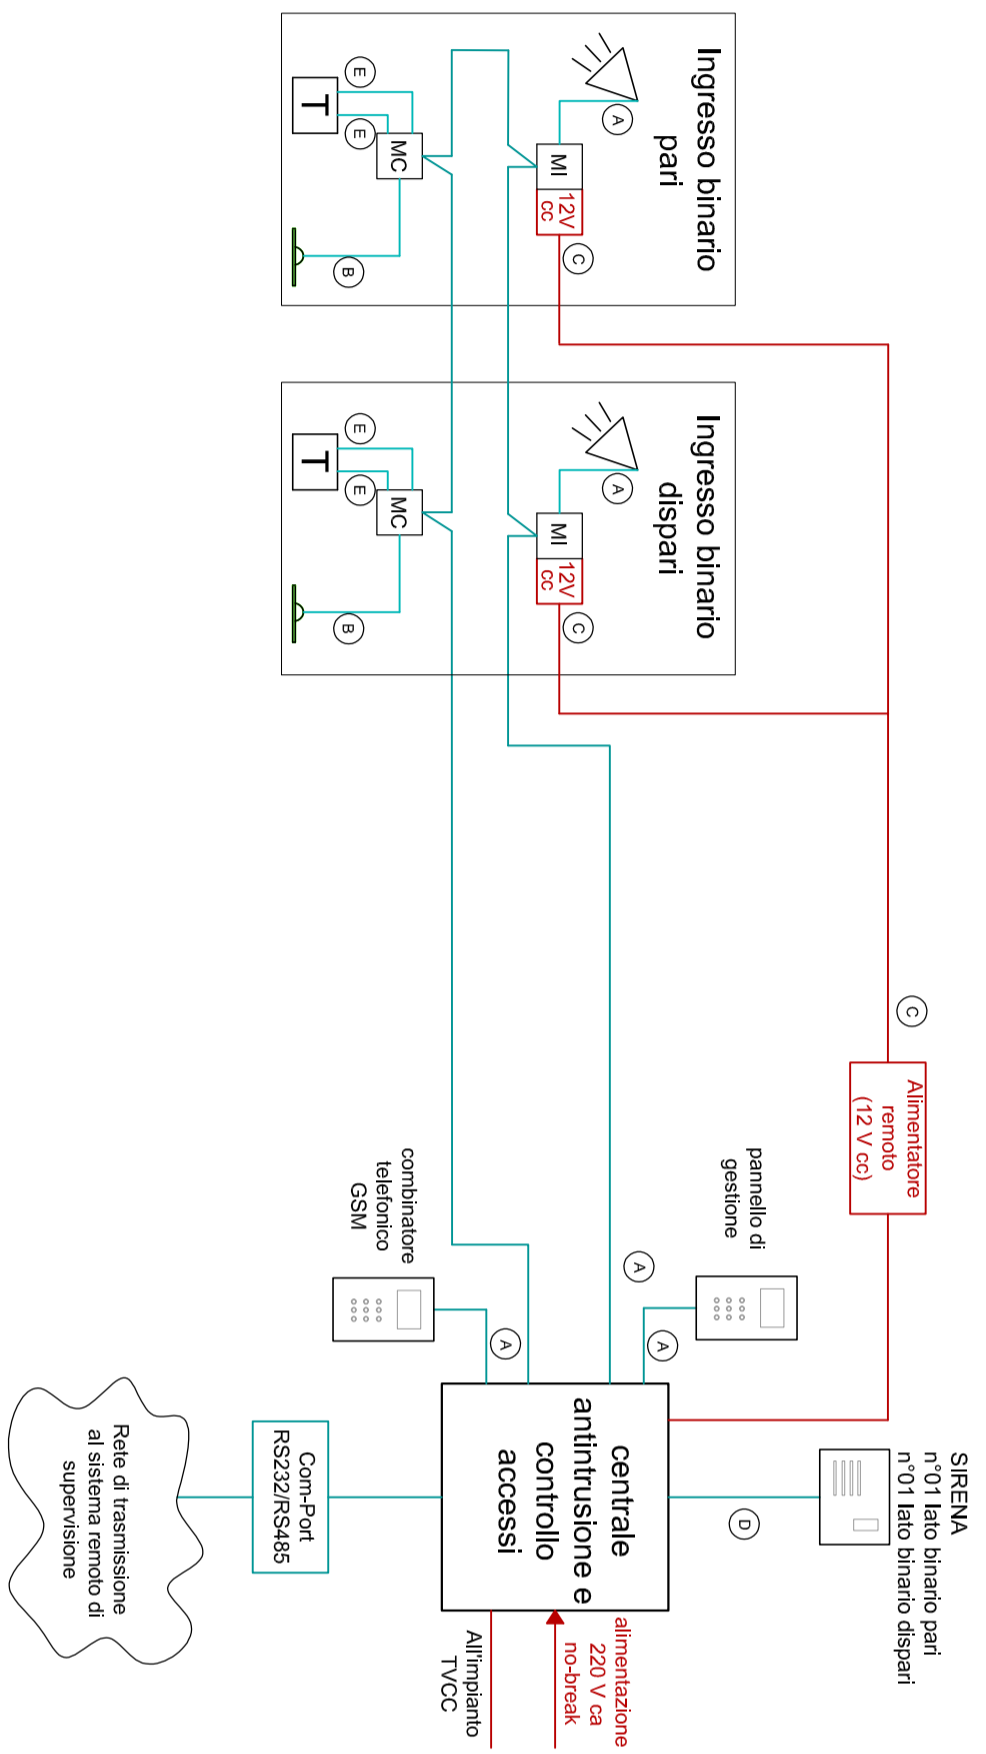 Ingresso binario
pari
A
MI
12V
cc
C
E
T
E
MC
B
Ingresso binario
dispari
A
MI
12V
cc
C
E
T
E
MC
B
C
Alimentatore
remoto
(12 V cc)
pannello di
gestione
A
A
combinatore
telefonico
GSM
A
SIRENA
n°01 lato binario pari
n°01 lato binario dispari
D
centrale
antintrusione e
controllo
accessi
alimentazione
220 V ca
no-break
All'impianto
TVCC
Com-Port
RS232/RS485
Rete di trasmissione
al sistema remoto di
supervisione